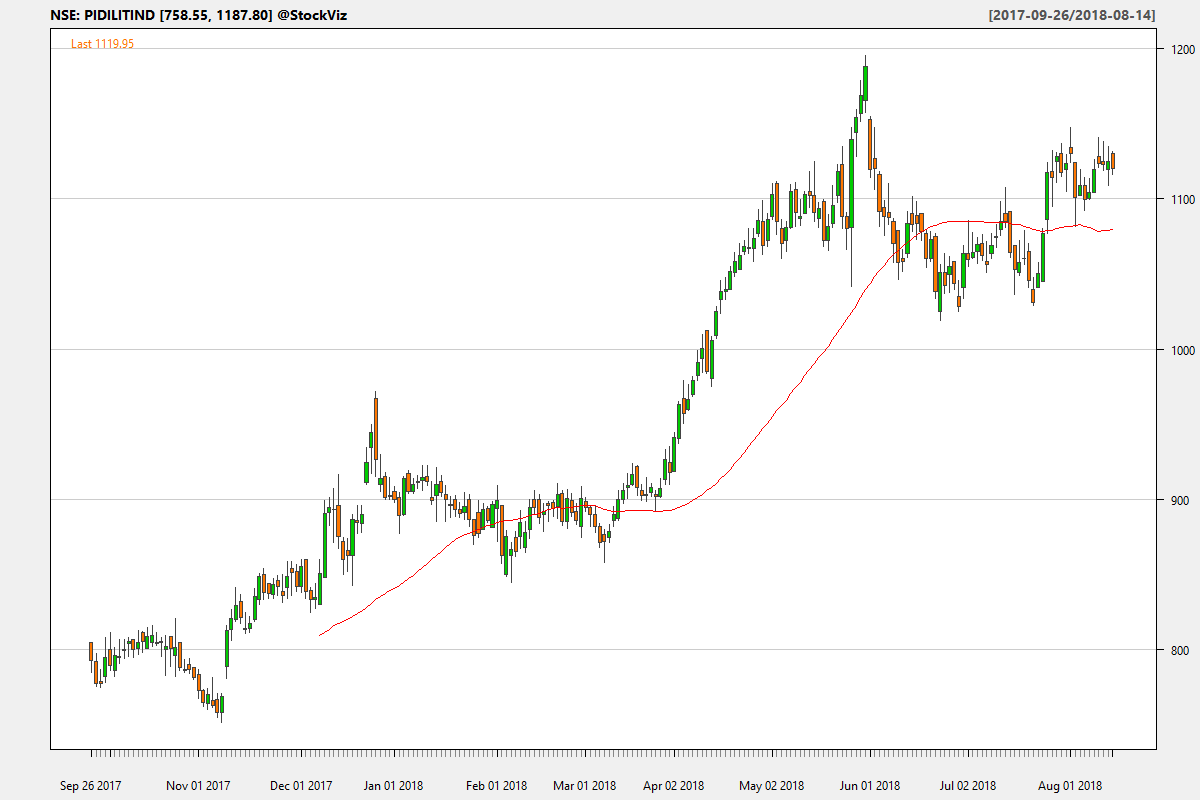 NSE: PIDILITIND [758.55, 1187.80] @StockViz
[2017-09-26/2018-08-14]
Last 1119.95
1200
1100
1000
900
800
Sep 26 2017
Nov 01 2017
Dec 01 2017
Jan 01 2018
Feb 01 2018
Mar 01 2018
Apr 02 2018
May 02 2018
Jun 01 2018
Jul 02 2018
Aug 01 2018